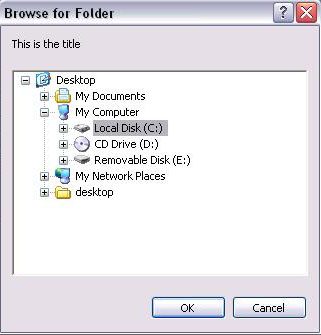 Browse for Folder
This is the title
Desktop
My Documents
My Computer
Local Disk (C:)
CD Drive (D:)
Removable Disk (E:)
My Network Places
desktop
OK Cancel